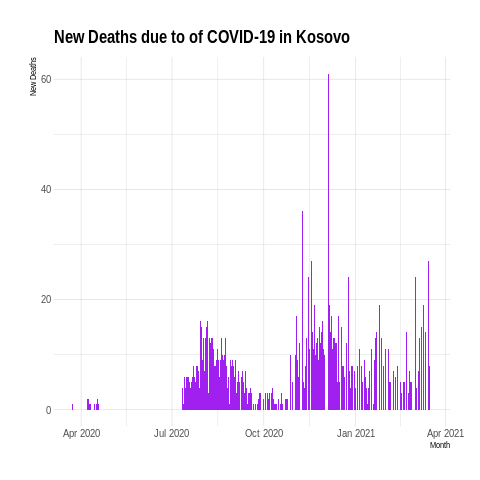 New Deaths due to of COVID-19 in Kosovo
New Deaths
60
40
20
0
Apr 2020 Jul 2020 Oct 2020 Jan 2021 Apr 2021
Month